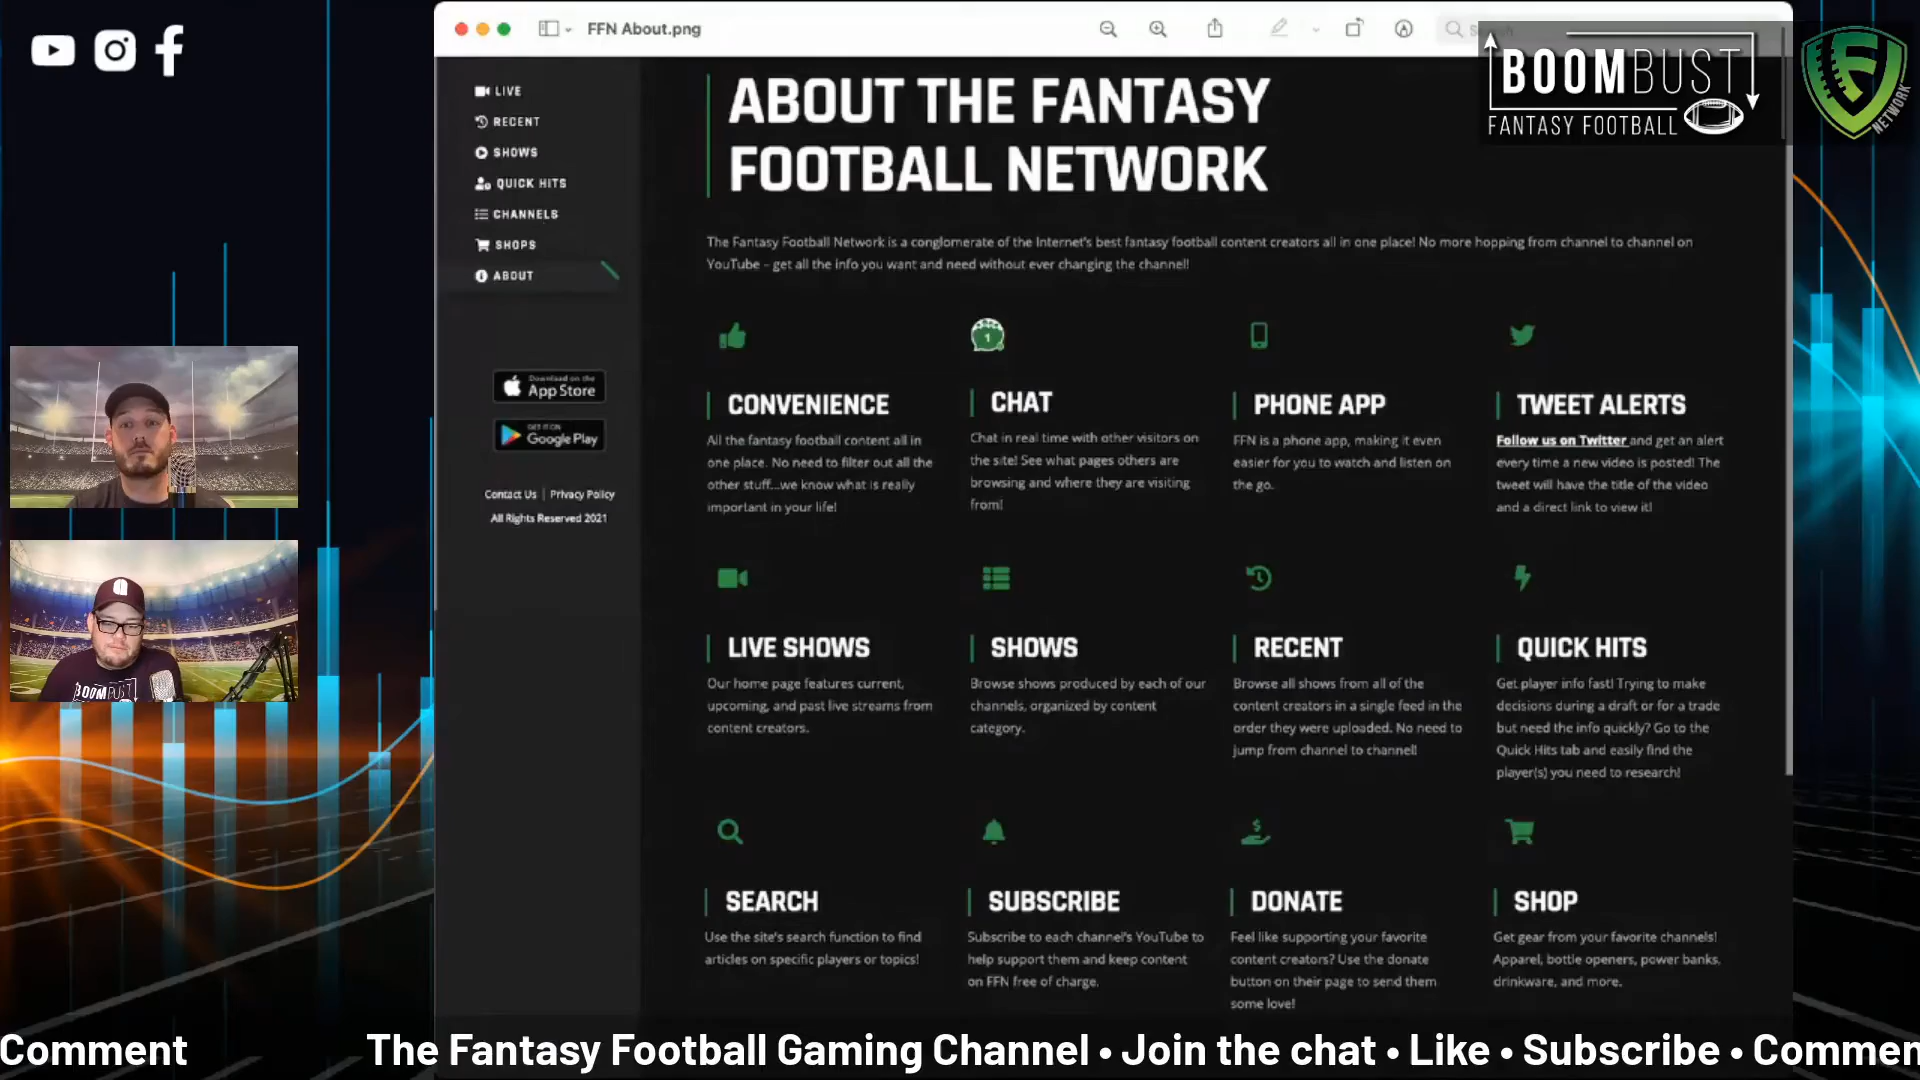 FFN About.png
BOOMBUST
FANTASY FOOTBALL
NETWORK
LIVE
RECENT
SHOWS
QUICK HITS
CHANNELS
SHOPS
ABOUT
Download on the
App Store
GET IT ON
Google Play
Contact Us | Privacy Policy
All Rights Reserved 2021
ABOUT THE FANTASY
FOOTBALL NETWORK
The Fantasy Football Network is a conglomerate of the Internet's best fantasy football content creators all in one place! No more hopping from channel to channel on
YouTube – get all the info you want and need without ever changing the channel!
CONVENIENCE
All the fantasy football content all in
one place. No need to filter out all the
other stuff...we know what is really
important in your life!
1
CHAT
Chat in real time with other visitors on
the site! See what pages others are
browsing and where they are visiting
from!
PHONE APP
FFN is a phone app, making it even
easier for you to watch and listen on
the go.
TWEET ALERTS
Follow us on Twitter and get an alert
every time a new video is posted! The
tweet will have the title of the video
and a direct link to view it!
LIVE SHOWS
Our home page features current,
upcoming, and past live streams from
content creators.
SHOWS
Browse shows produced by each of our
channels, organized by content
category.
RECENT
Browse all shows from all of the
content creators in a single feed in the
order they were uploaded. No need to
jump from channel to channel!
QUICK HITS
Get player info fast! Trying to make
decisions during a draft or for a trade
but need the info quickly? Go to the
Quick Hits tab and easily find the
player(s) you need to research!
SEARCH
Use the site's search function to find
articles on specific players or topics!
SUBSCRIBE
Subscribe to each channel's YouTube to
help support them and keep content
on FFN free of charge.
DONATE
Feel like supporting your favorite
content creators? Use the donate
button on their page to send them
some love!
SHOP
Get gear from your favorite channels!
Apparel, bottle openers, power banks,
drinkware, and more.
BOOMBUST
Comment The Fantasy Football Gaming Channel • Join the chat • Like • Subscribe • Commen